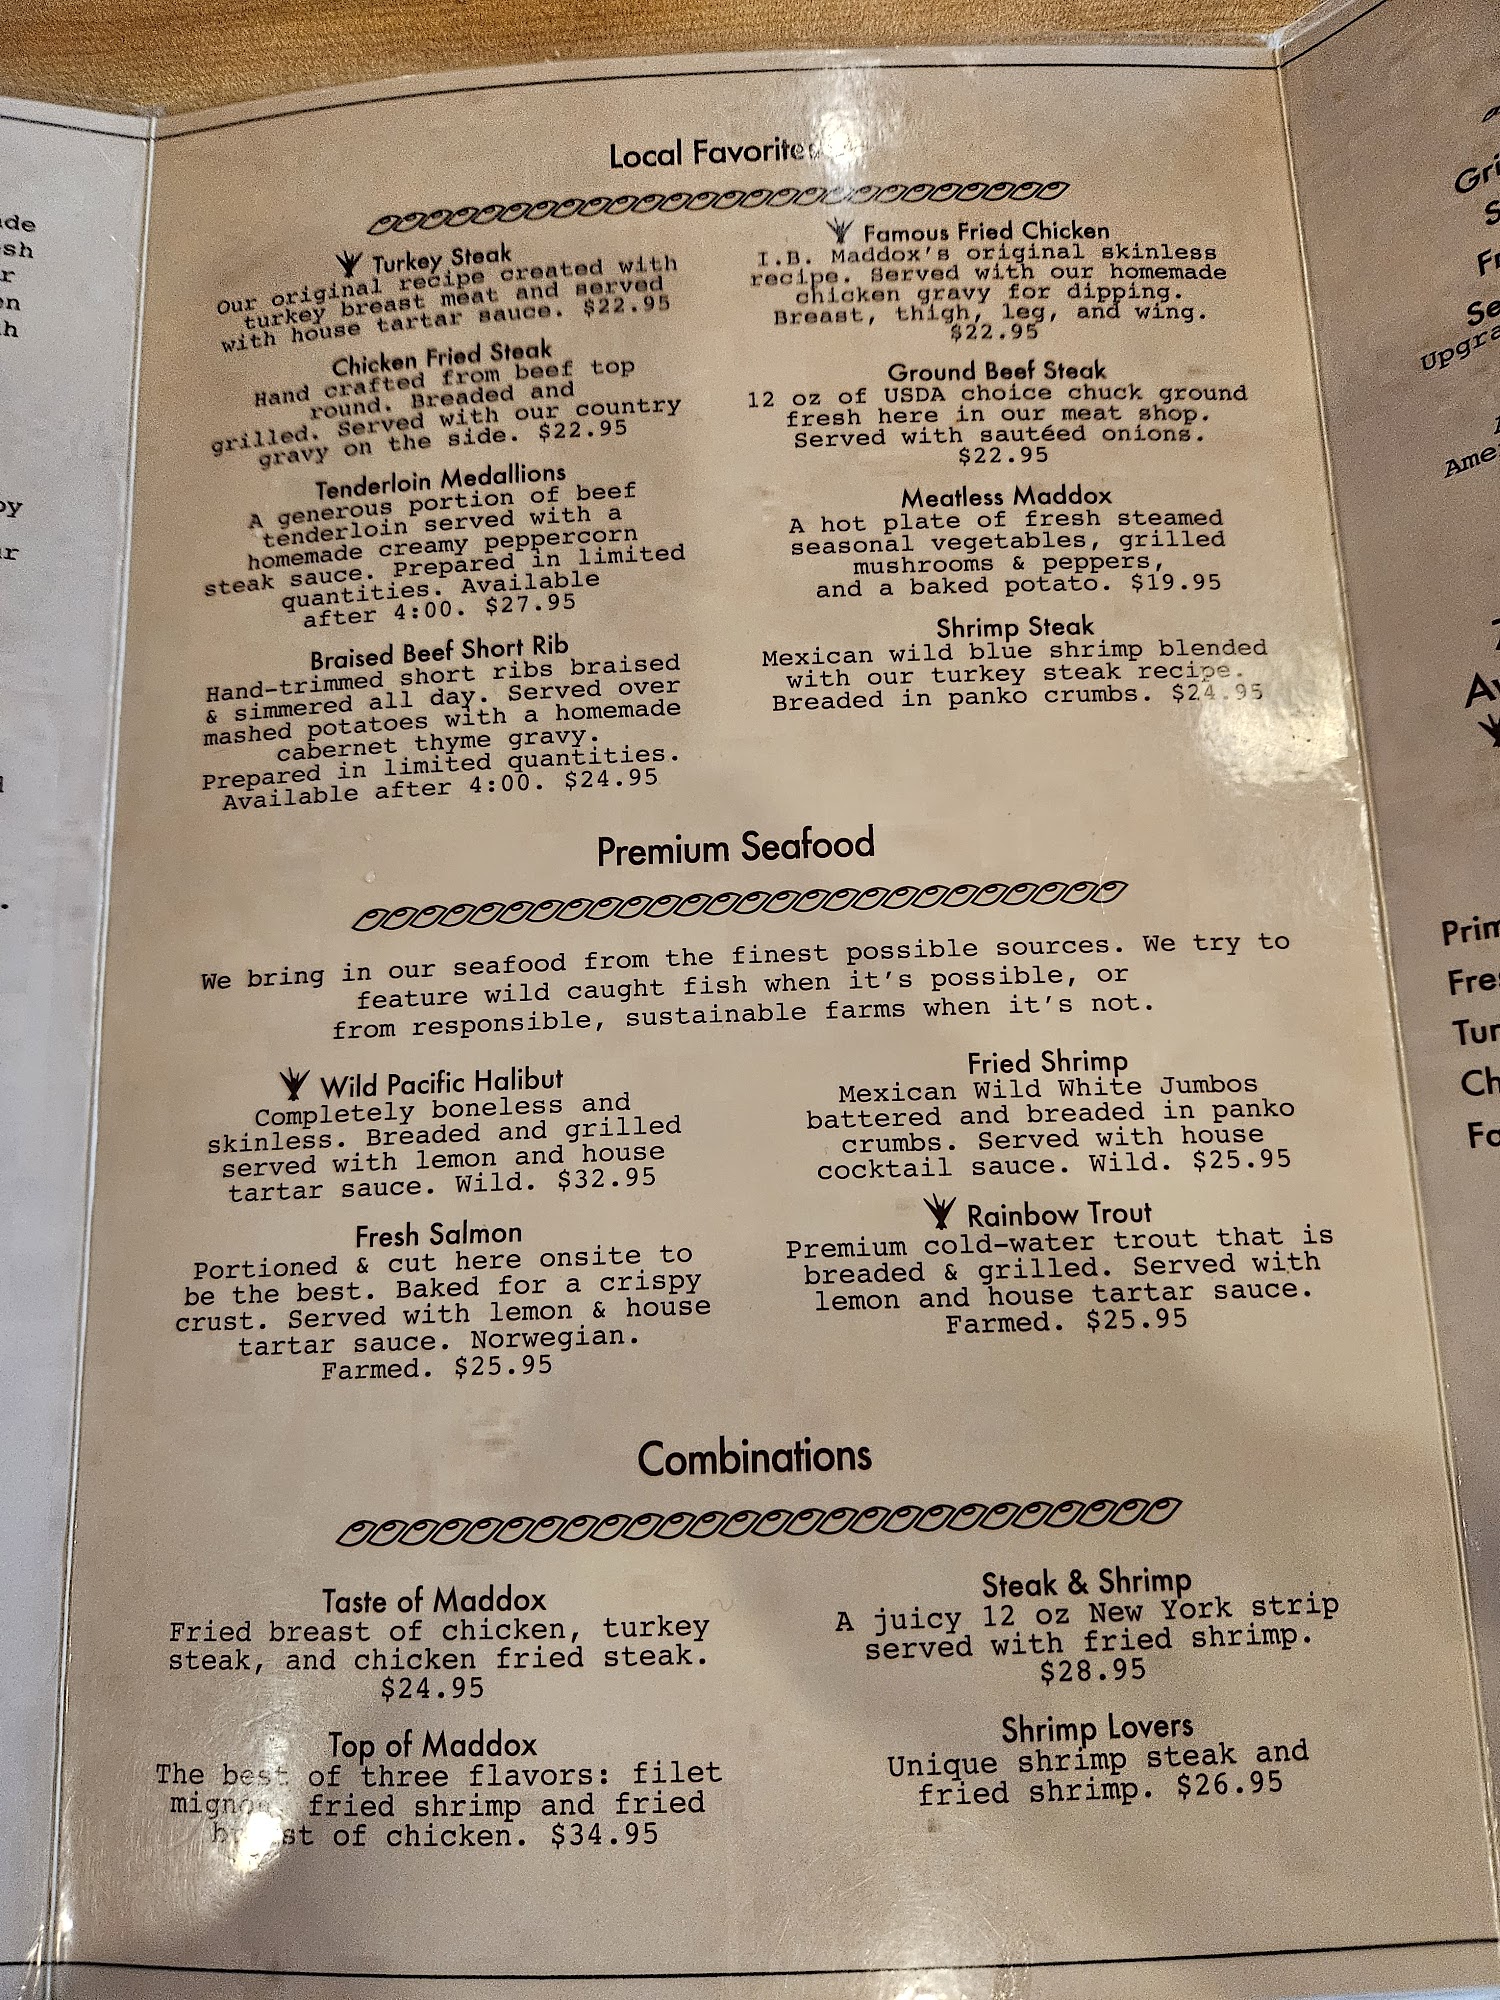 Local Favorites
Turkey Steak
Our original recipe created with
turkey breast meat and served
with house tartar sauce. $22.95
Chicken Fried Steak
Hand crafted from beef top
round. Breaded and
grilled. Served with our country
gravy on the side. $22.95
Tenderloin Medallions
A generous portion of beef
tenderloin served with a
homemade creamy peppercorn
steak sauce. Prepared in limited
quantities. Available
after 4:00. $27.95
Braised Beef Short Rib
Hand-trimmed short ribs braised
& simmered all day. Served over
mashed potatoes with a homemade
cabernet thyme gravy.
Prepared in limited quantities.
Available after 4:00. $24.95
Famous Fried Chicken
I.B. Maddox's original skinless
recipe. Served with our homemade
chicken gravy for dipping.
Breast, thigh, leg, and wing.
$22.95
Ground Beef Steak
12 oz of USDA choice chuck ground
fresh here in our meat shop.
Served with sautéed onions.
$22.95
Meatless Maddox
A hot plate of fresh steamed
seasonal vegetables, grilled
mushrooms & peppers,
and a baked potato. $19.95
Shrimp Steak
Mexican wild blue shrimp blended
with our turkey steak recipe.
Breaded in panko crumbs. $24.95
Premium Seafood
We bring in our seafood from the finest possible sources. We try to
feature wild caught fish when it's possible, or
from responsible, sustainable farms when it's not.
Wild Pacific Halibut
Completely boneless and
skinless. Breaded and grilled
served with lemon and house
tartar sauce. Wild. $32.95
Fresh Salmon
Portioned & cut here onsite to
be the best. Baked for a crispy
crust. Served with lemon & house
tartar sauce. Norwegian.
Farmed. $25.95
Fried Shrimp
Mexican Wild White Jumbos
battered and breaded in panko
crumbs. Served with house
cocktail sauce. Wild. $25.95
Rainbow Trout
Premium cold-water trout that is
breaded & grilled. Served with
lemon and house tartar sauce.
Farmed. $25.95
Combinations
Taste of Maddox
Fried breast of chicken, turkey
steak, and chicken fried steak.
$24.95
Top of Maddox
The best of three flavors: filet
mignon, fried shrimp and fried
breast of chicken. $34.95
Steak & Shrimp
A juicy 12 oz New York strip
served with fried shrimp.
$28.95
Shrimp Lovers
Unique shrimp steak and
fried shrimp. $26.95